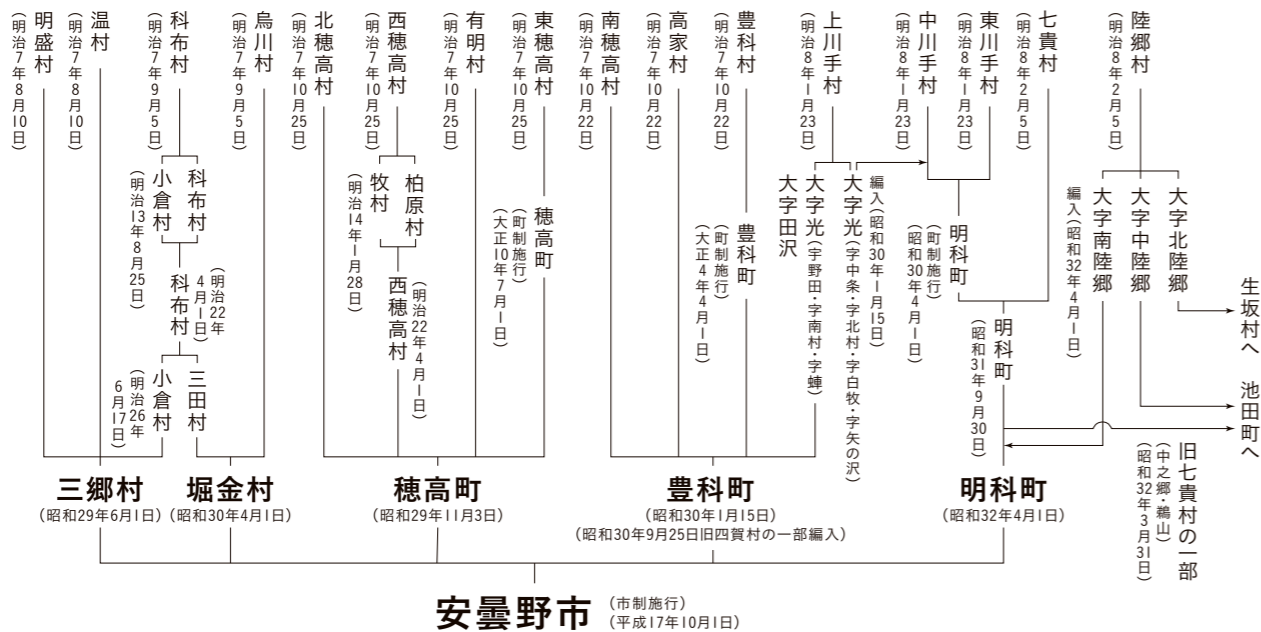 明盛村
（明治7年8月10日）
温村
（明治7年8月10日）
科布村
（明治7年9月5日）
烏川村
（明治7年9月5日）
北穂高村
（明治7年10月25日）
西穂高村
（明治7年10月25日）
有明村
（明治7年10月25日）
東穂高村
（明治7年10月25日）
南穂高村
（明治7年10月22日）
高家村
（明治7年10月22日）
豊科村
（明治7年10月22日）
上川手村
（明治8年1月23日）
中川手村
（明治8年1月23日）
東川手村
（明治8年1月23日）
七貴村
（明治8年2月5日）
陸郷村
（明治8年2月5日）
小倉村
（明治13年8月25日）
科布村
科布村
（明治22年
4月1日）
小倉村
（明治26年
6月17日）
三田村
牧村
（明治14年1月28日）
柏原村
西穂高村
（明治22年4月1日）
穂高町
（町制施行）
（大正10年7月1日）
豊科町
（町制施行）
（大正4年4月1日）
大字田沢
大字光（宇野田・字南村・字蝉）
大字光（字中条・字北村・字白牧・字矢の沢）
編入（昭和30年1月15日）
明科町
（町制施行）
（昭和30年4月1日）
明科町
（昭和31年9月30日）
編入（昭和32年4月1日）
大字南陸郷
大字中陸郷
大字北陸郷
生坂村へ
池田町へ
旧七貴村の一部
（中之郷・鵜山）
（昭和32年3月31日）
三郷村
（昭和29年6月1日）
堀金村
（昭和30年4月1日）
穂高町
（昭和29年11月3日）
豊科町
（昭和30年1月15日）
（昭和30年9月25日旧四賀村の一部編入）
明科町
（昭和32年4月1日）
安曇野市
（市制施行）
（平成17年10月1日）